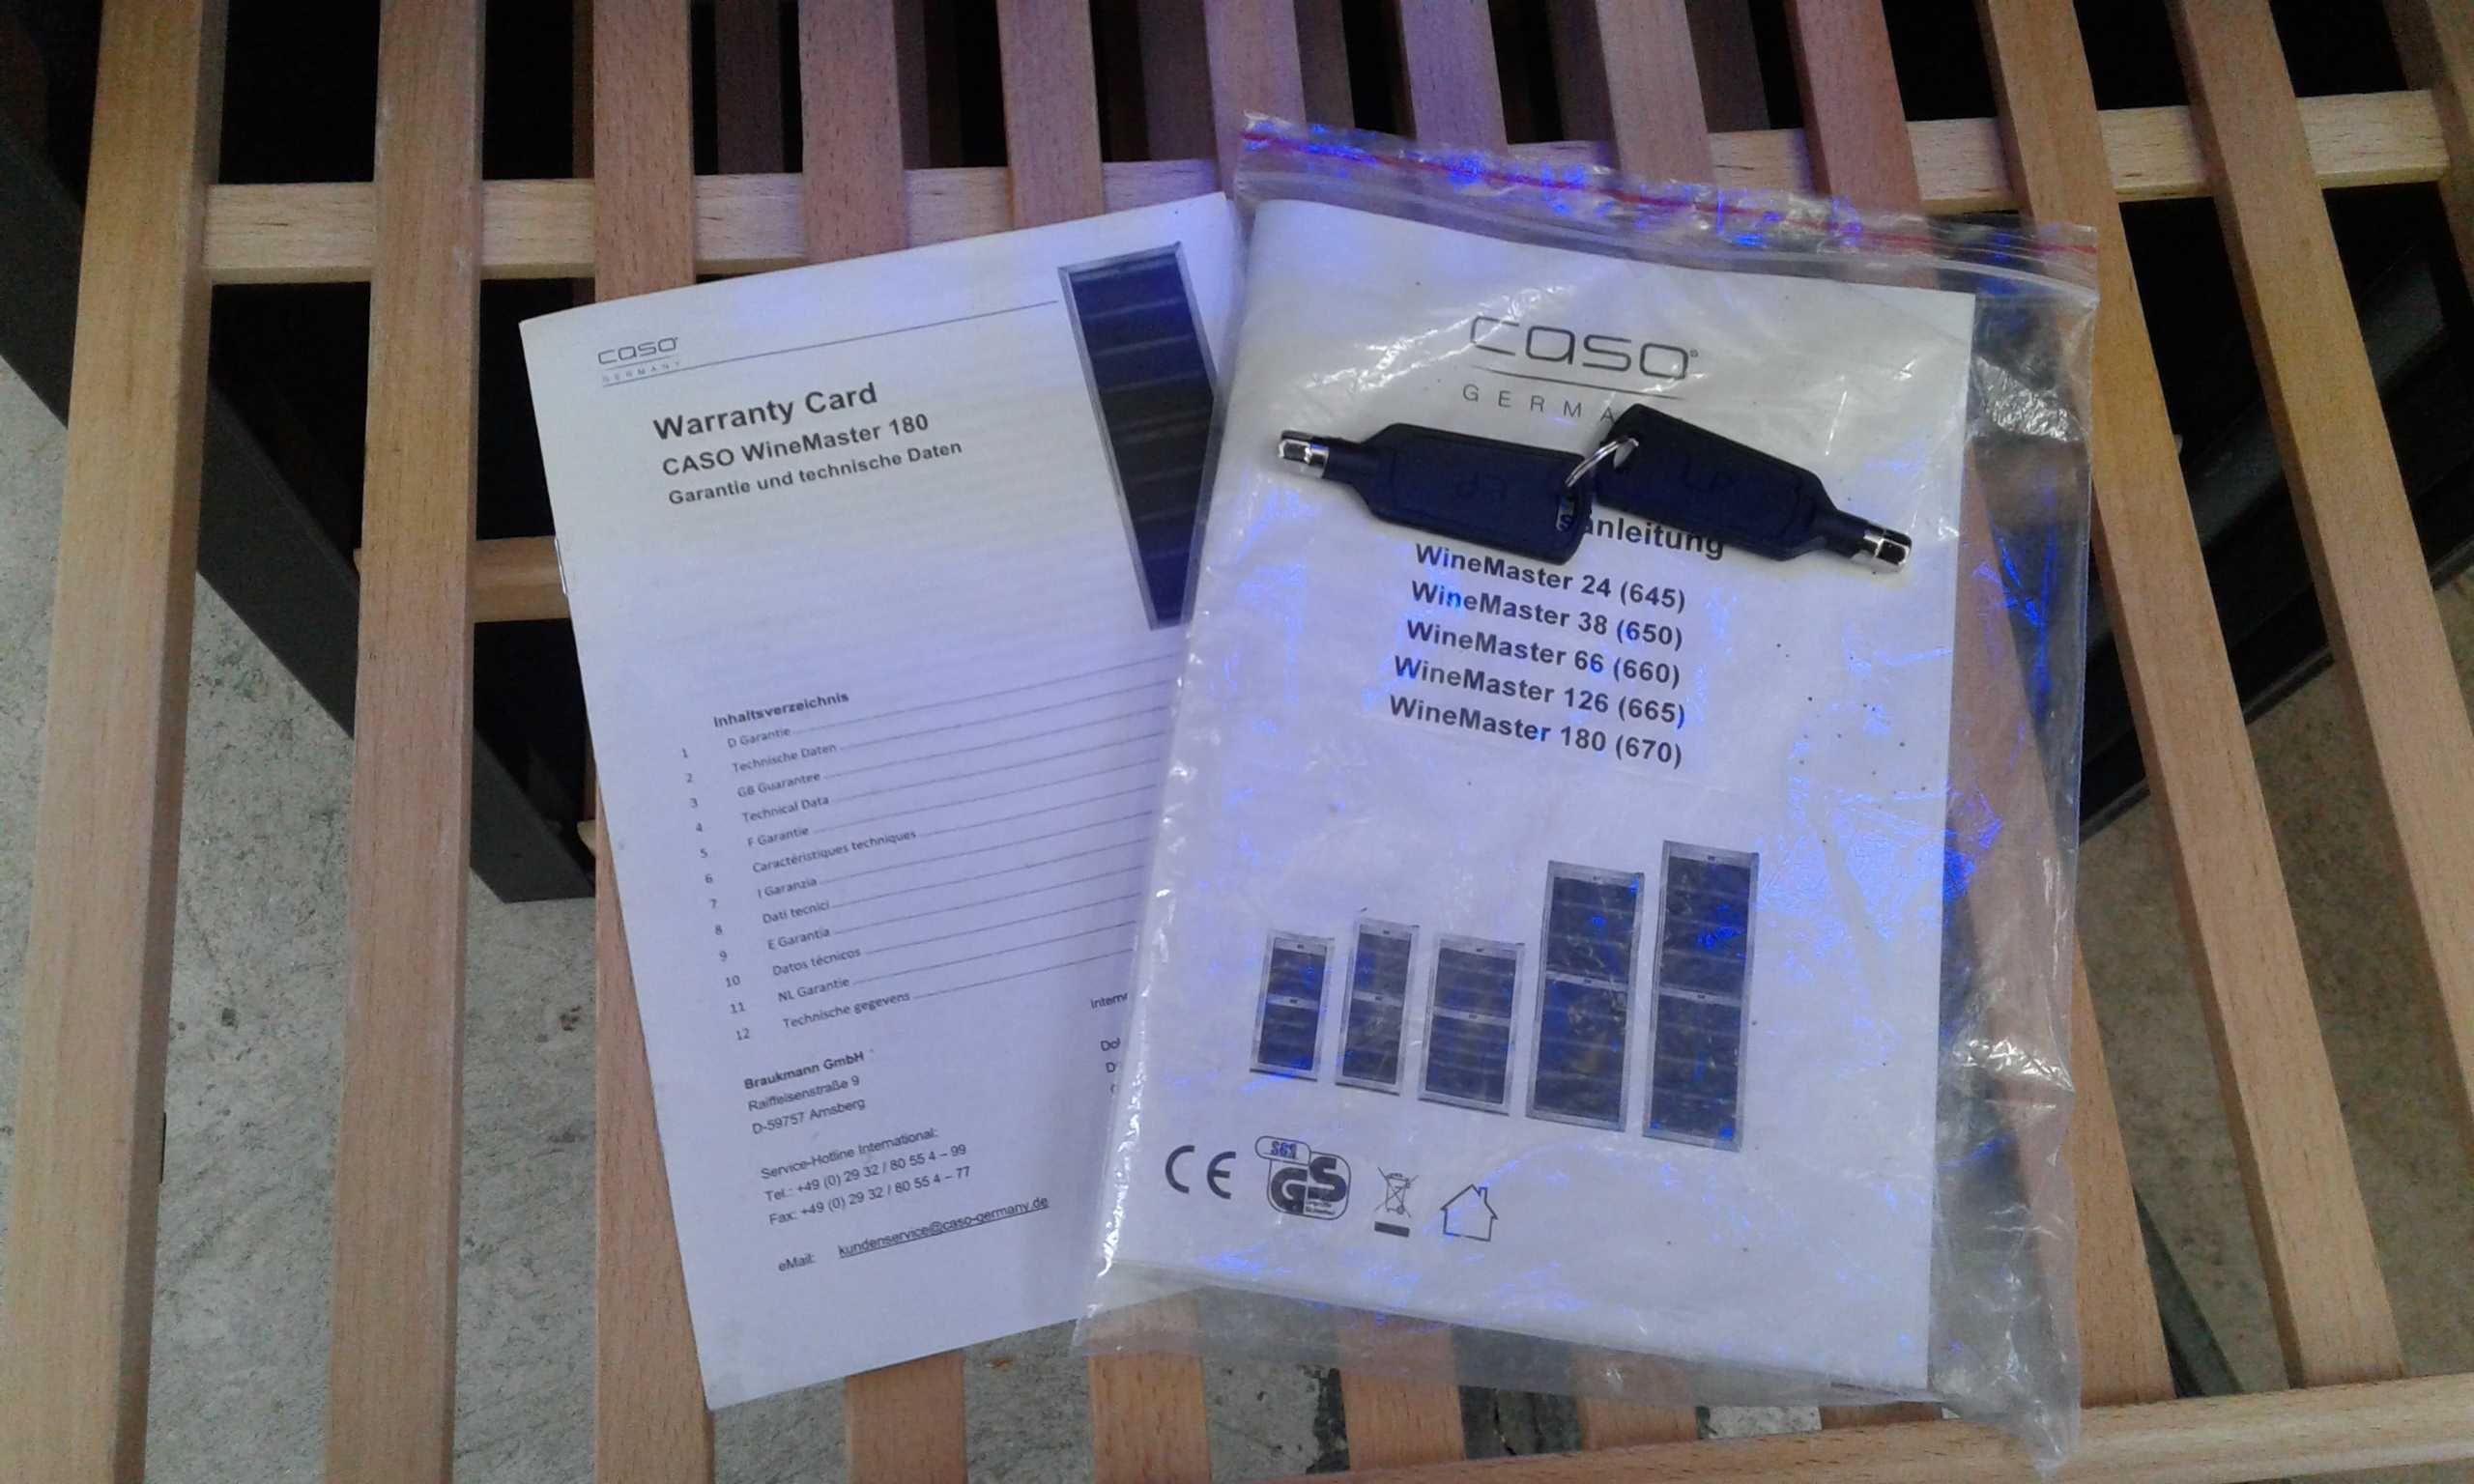 caso
GERMANY
Warranty Card
CASO WineMaster 180
Garantie und technische Daten
Inhaltsverzeichnis
1 D Garantie
2 Technische Daten
3 GB Guarantee
4 Technical Data
5 F Garantie
6 Caractéristiques techniques
7 I Garanzia
8 Dati tecnici
9 E Garantia
10 Datos técnicos
11 NL Garantie
12 Technische gegevens
Braukmann GmbH
Raiffeisenstraße 9
D-59757 Arnsberg
Service-Hotline International:
Tel.: +49 (0) 29 32 / 80 55 4 – 99
Fax: +49 (0) 29 32 / 80 55 4 – 77
eMail: kundenservice@caso-germany.de
caso
GERMA
sanleitung
WineMaster 24 (645)
WineMaster 38 (650)
WineMaster 66 (660)
WineMaster 126 (665)
WineMaster 180 (670)
CE
SGS
GS